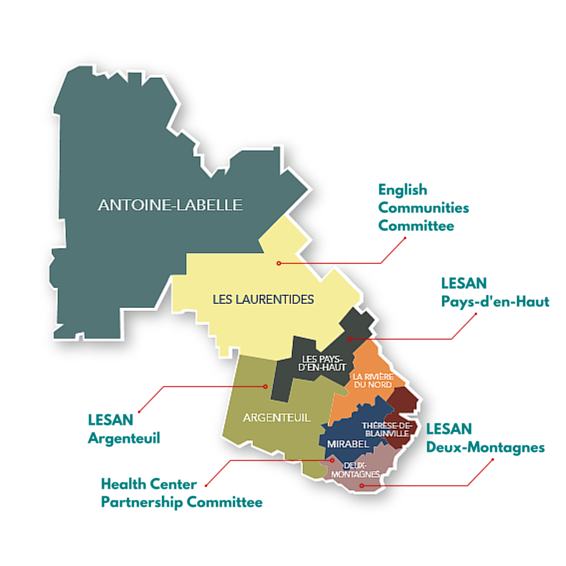 ANTOINE-LABELLE
English
Communities
Committee
LESAN
Pays-d'en-Haut
LES LAURENTIDES
LES PAYS-
D'EN-HAUT
LA RIVIÈRE
DU NORD
LESAN
Argenteuil
ARGENTEUIL
THÉRÈSE-DE-
BLAINVILLE
MIRABEL
LESAN
Deux-Montagnes
DEUX-
MONTAGNES
Health Center
Partnership Committee